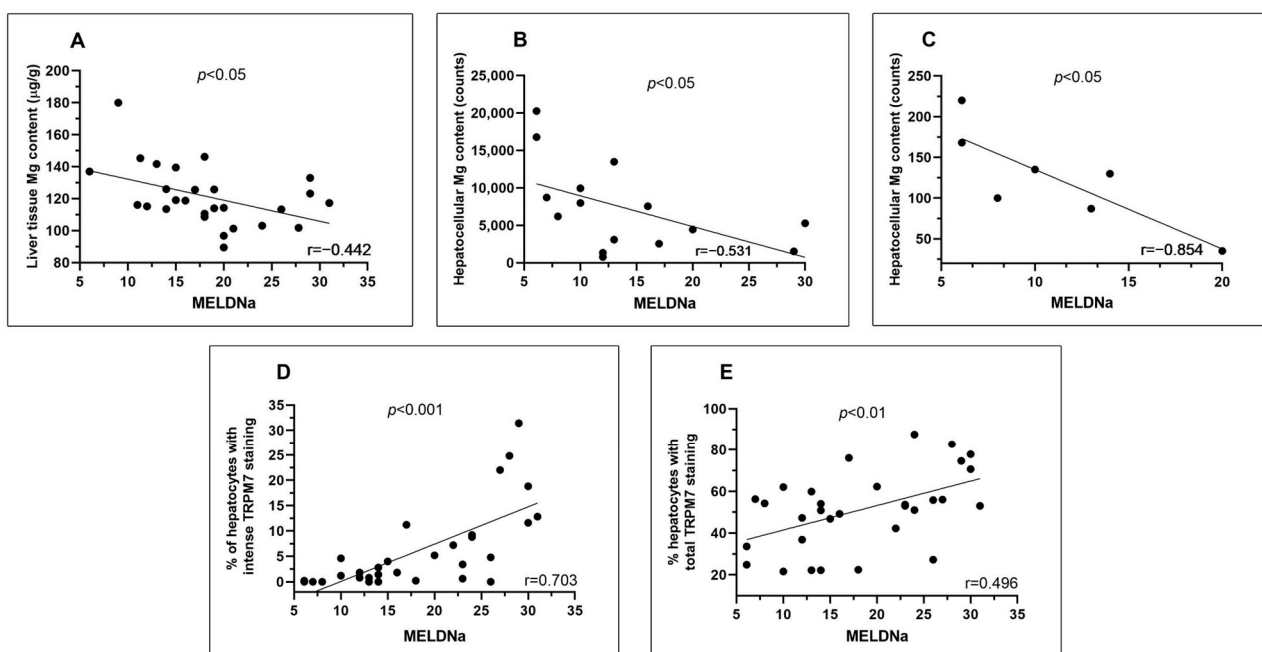 A
p<0.05
Liver tissue Mg content (µg/g)
200
180
160
140
120
100
80
r=−0.442
5 10 15 20 25 30 35
MELDNa
B
p<0.05
Hepatocellular Mg content (counts)
25,000
20,000
15,000
10,000
5,000
0
r=−0.531
5 10 15 20 25 30
MELDNa
C
p<0.05
Hepatocellular Mg content (counts)
250
200
150
100
50
r=−0.854
5 10 15 20
MELDNa
D
p<0.001
% of hepatocytes with
intense TRPM7 staining
35
30
25
20
15
10
5
0
r=0.703
5 10 15 20 25 30 35
MELDNa
E
p<0.01
% hepatocytes with
total TRPM7 staining
100
80
60
40
20
r=0.496
5 10 15 20 25 30 35
MELDNa